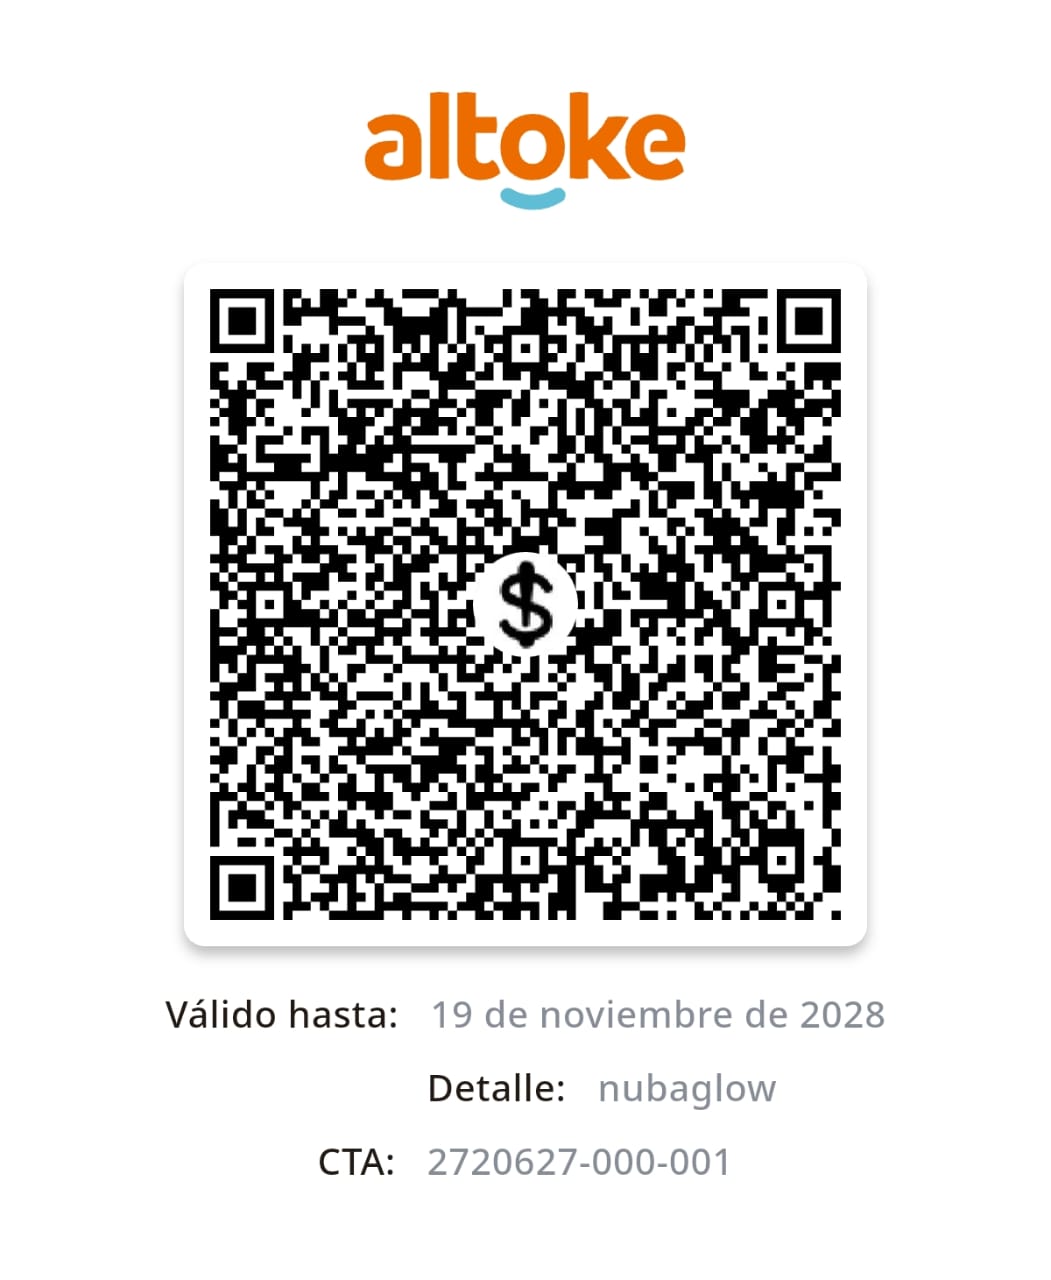 altoke
$
Válido hasta: 19 de noviembre de 2028
Detalle: nubaglow
CTA: 2720627-000-001